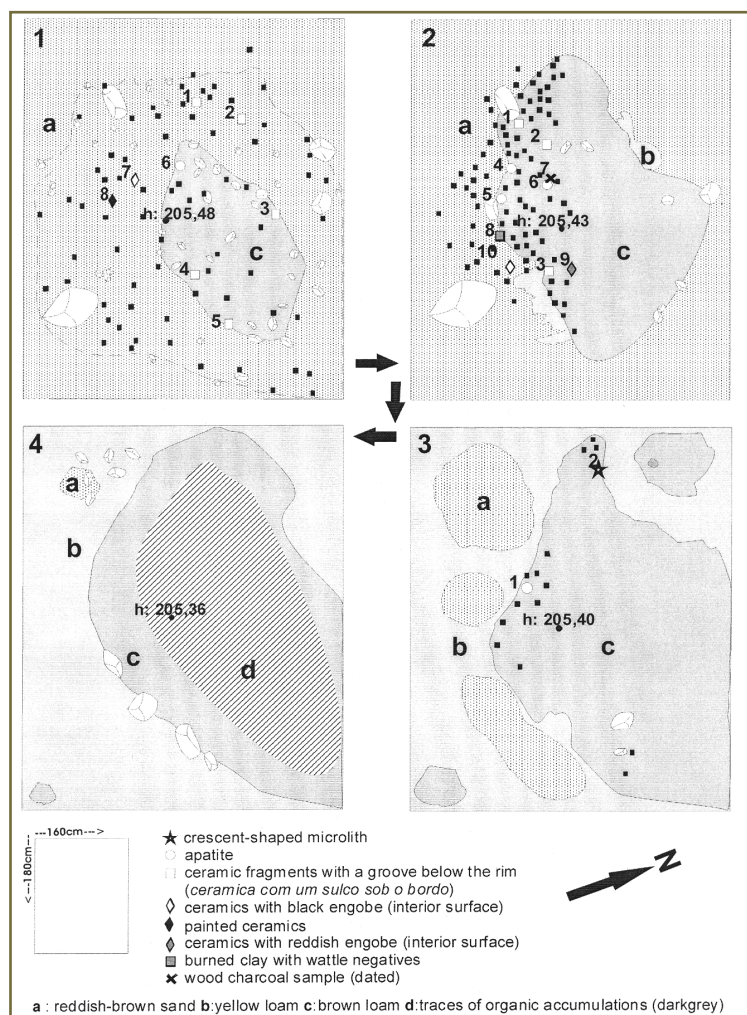 1
1
2
a
6
7
8
h: 205,48
3
c
4
5
2
1
a
2
b
4
7
6
5
h: 205,43
8
10
9
c
3
4
a
b
h: 205,36
c
d
3
2
a
1
h: 205,40
b
c
---160cm--->
<---180cm---
crescent-shaped microlith
apatite
ceramic fragments with a groove below the rim
(ceramica com um sulco sob o bordo)
ceramics with black engobe (interior surface)
painted ceramics
ceramics with reddish engobe (interior surface)
burned clay with wattle negatives
wood charcoal sample (dated)
N
a : reddish-brown sand b:yellow loam c:brown loam d:traces of organic accumulations (darkgrey)